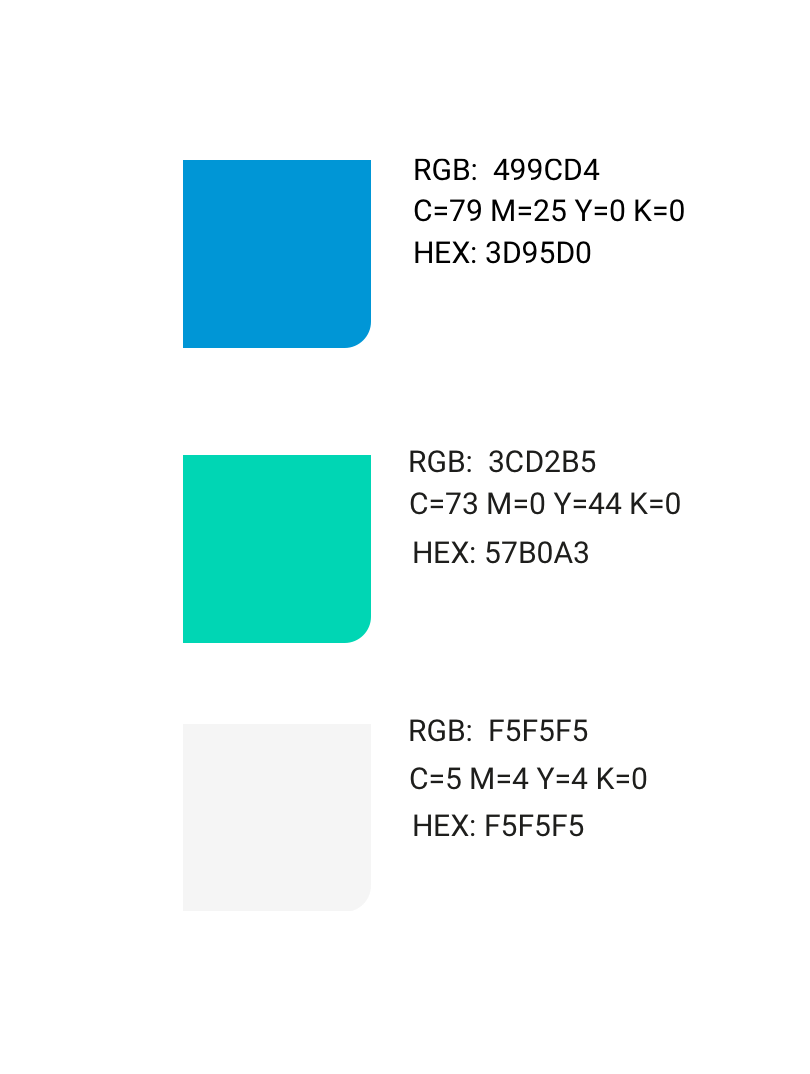 RGB:  499CD4
C=79 M=25 Y=0 K=0
HEX: 3D95D0
RGB:  3CD2B5
C=73 M=0 Y=44 K=0
HEX: 57B0A3
RGB:  F5F5F5
C=5 M=4 Y=4 K=0
HEX: F5F5F5